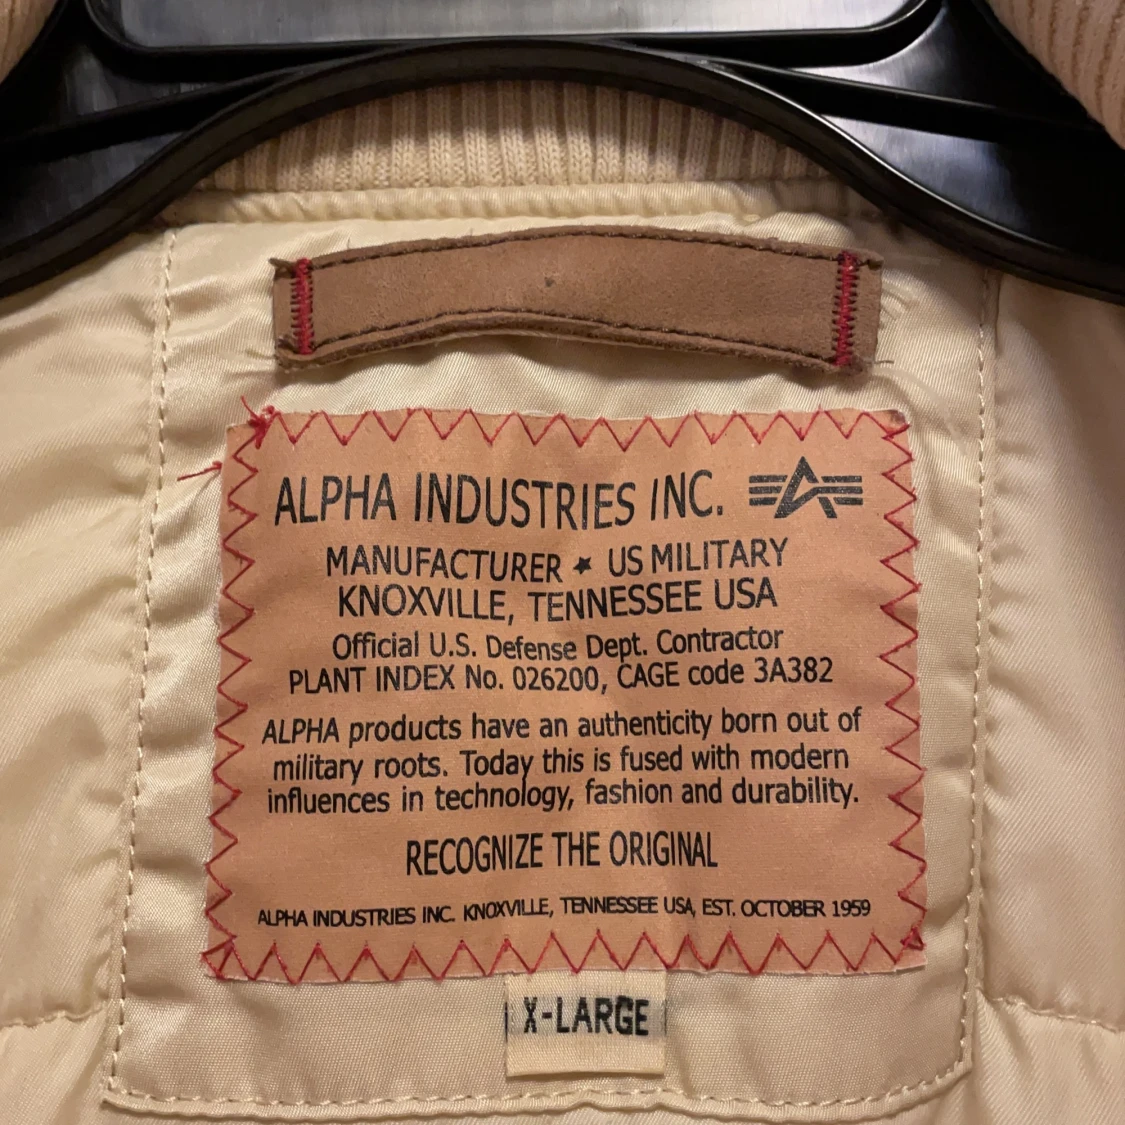 ALPHA INDUSTRIES INC.
MANUFACTURER ★ US MILITARY
KNOXVILLE, TENNESSEE USA
Official U.S. Defense Dept. Contractor
PLANT INDEX No. 026200, CAGE code 3A382
ALPHA products have an authenticity born out of
military roots. Today this is fused with modern
influences in technology, fashion and durability.
RECOGNIZE THE ORIGINAL
ALPHA INDUSTRIES INC. KNOXVILLE, TENNESSEE USA, EST. OCTOBER 1959
X-LARGE